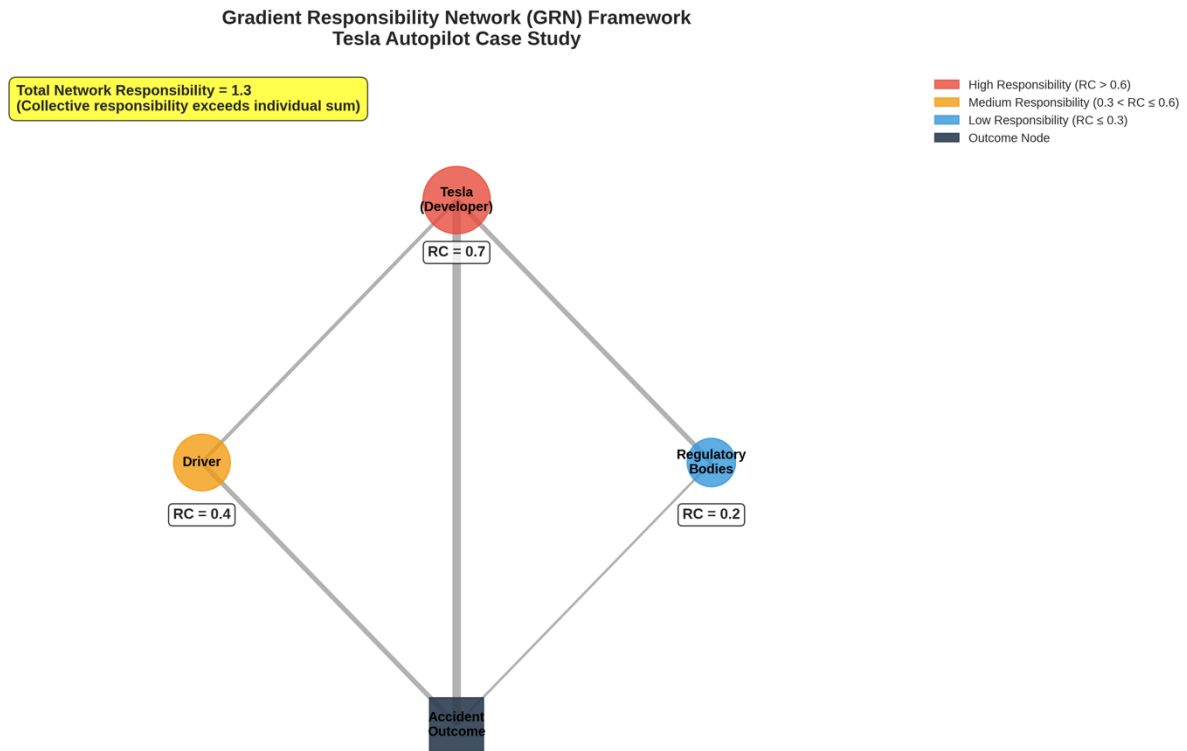 Gradient Responsibility Network (GRN) Framework
Tesla Autopilot Case Study
Total Network Responsibility = 1.3
(Collective responsibility exceeds individual sum)
High Responsibility (RC > 0.6)
Medium Responsibility (0.3 < RC ≤ 0.6)
Low Responsibility (RC ≤ 0.3)
Outcome Node
Tesla
(Developer)
RC = 0.7
Driver
RC = 0.4
Regulatory
Bodies
RC = 0.2
Accident
Outcome